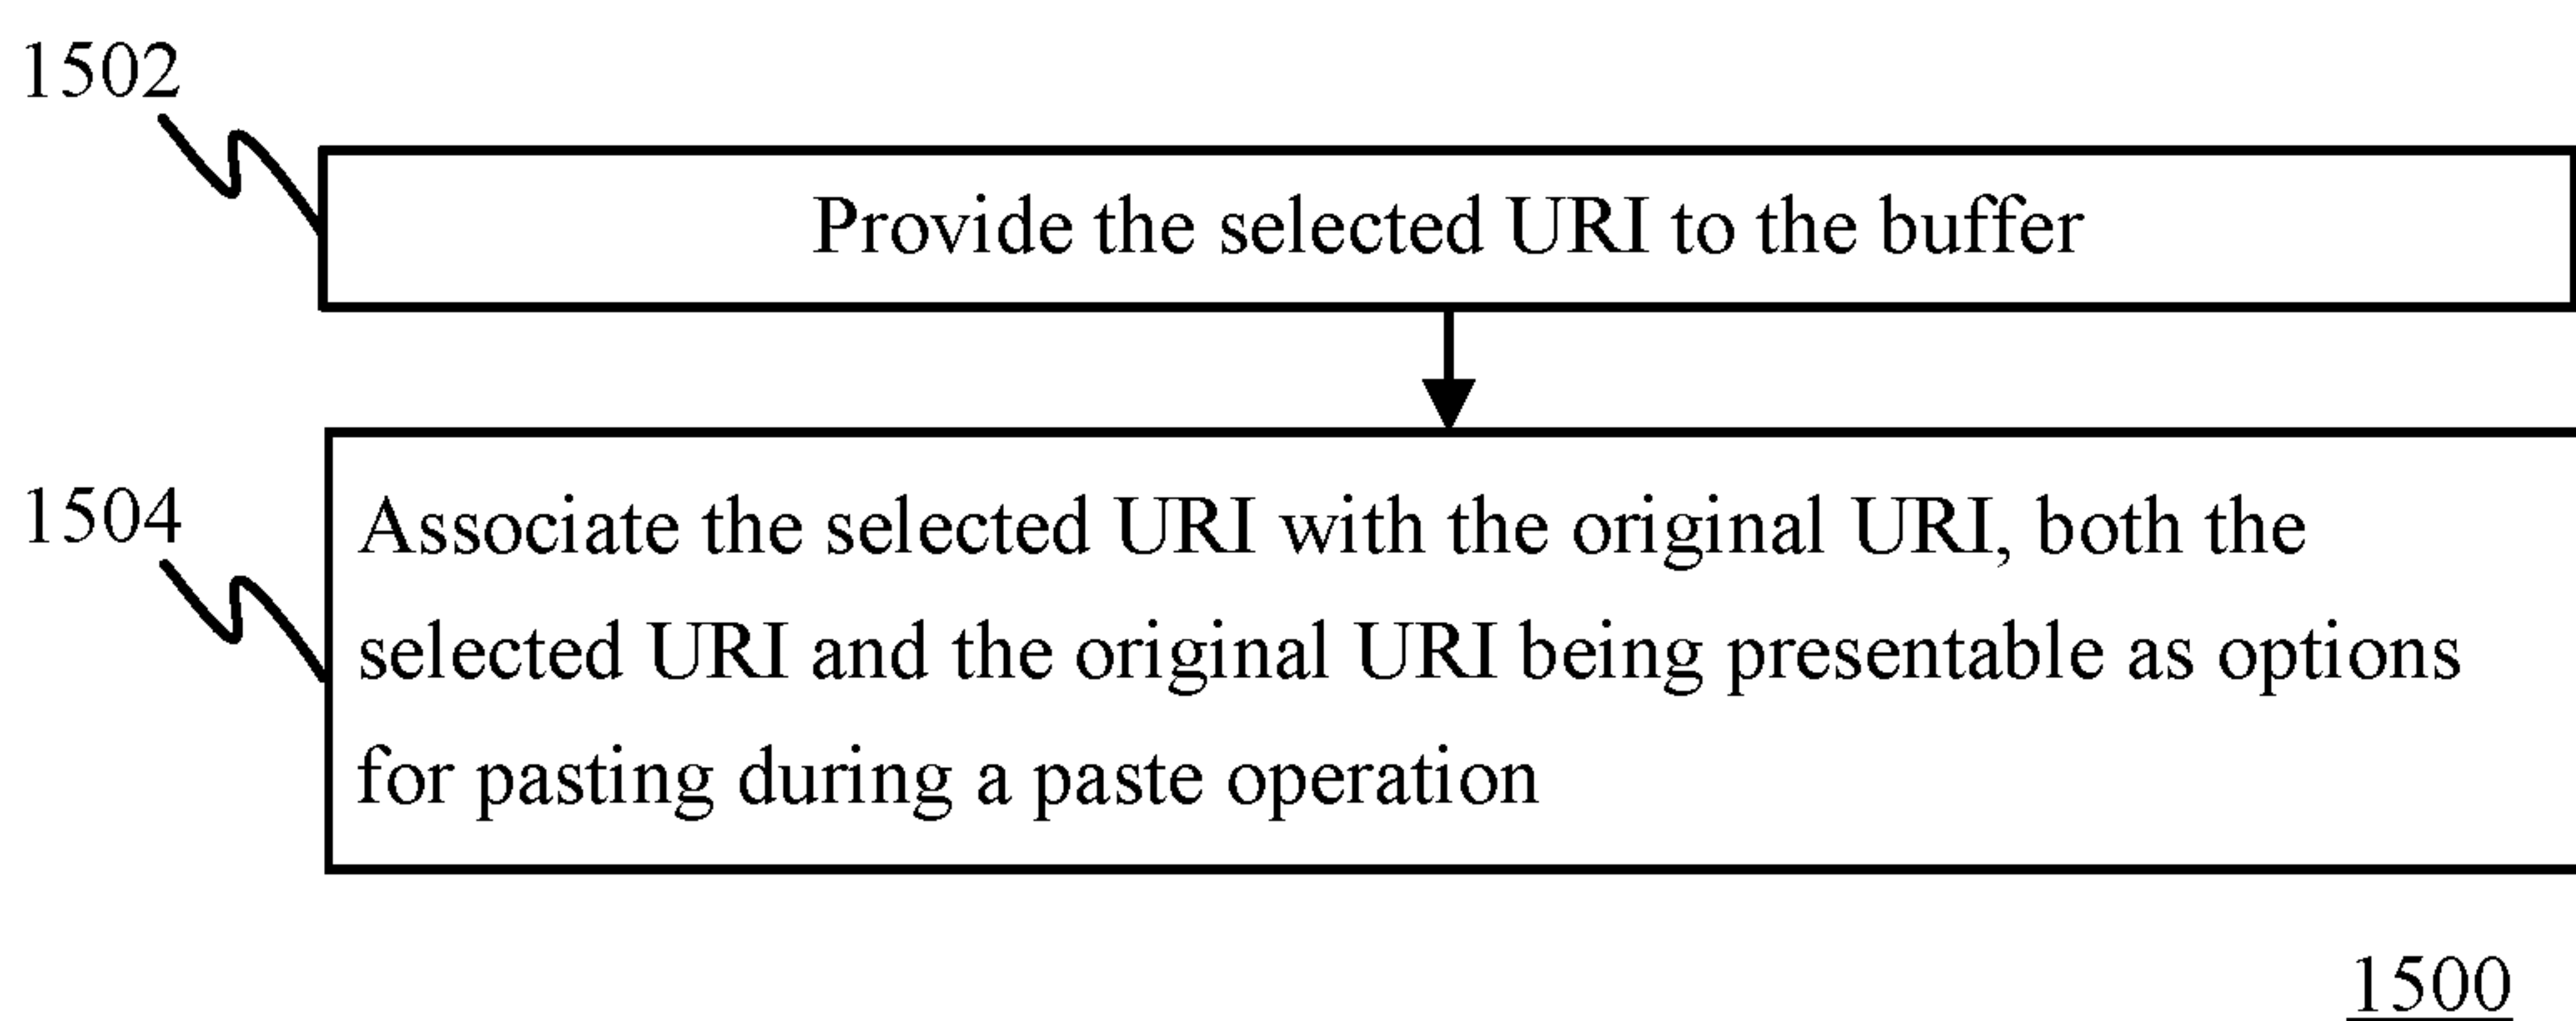 1502
Provide the selected URI to the buffer
1504
Associate the selected URI with the original URI, both the
selected URI and the original URI being presentable as options
for pasting during a paste operation
1500